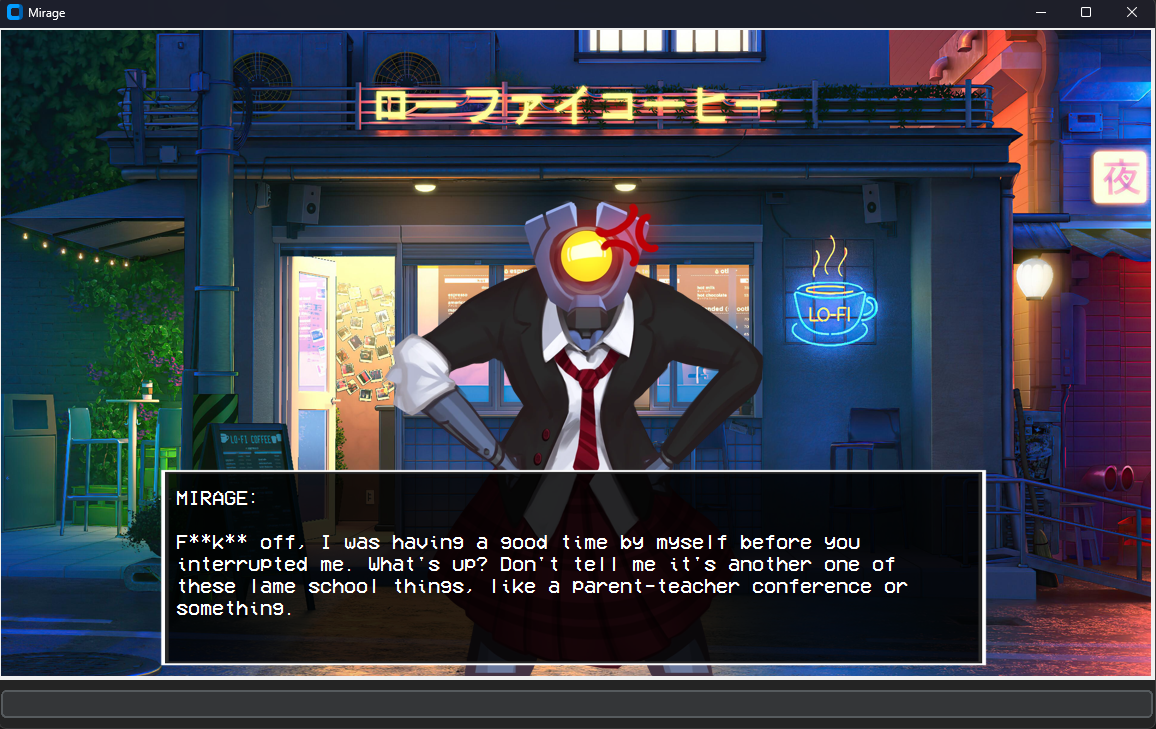 Mirage
ローファイコーヒー
夜
LO-FI
LO-FI COFFEE
MIRAGE:
F**k** off, I was having a good time by myself before you
interrupted me. What's up? Don't tell me it's another one of
these lame school things, like a parent-teacher conference or
something.